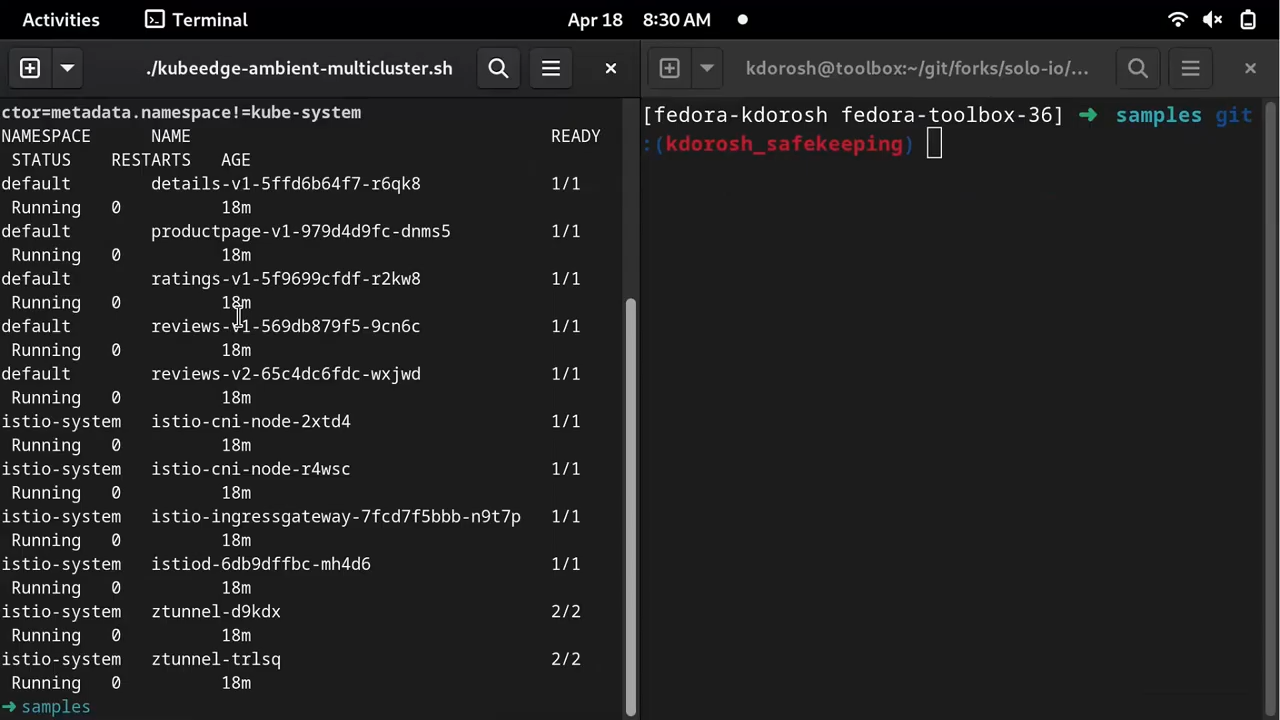 Activities
Terminal
Apr 18 8:30 AM
./kubeedge-ambient-multicluster.sh
ctor=metadata.namespace!=kube-system
NAMESPACE NAME READY
STATUS RESTARTS AGE
default details-v1-5ffd6b64f7-r6qk8 1/1
Running 0 18m
default productpage-v1-979d4d9fc-dnms5 1/1
Running 0 18m
default ratings-v1-5f9699cfdf-r2kw8 1/1
Running 0 18m
default reviews-v1-569db879f5-9cn6c 1/1
Running 0 18m
default reviews-v2-65c4dc6fdc-wxjwd 1/1
Running 0 18m
istio-system istio-cni-node-2xtd4 1/1
Running 0 18m
istio-system istio-cni-node-r4wsc 1/1
Running 0 18m
istio-system istio-ingressgateway-7fcd7f5bbb-n9t7p 1/1
Running 0 18m
istio-system istiod-6db9dffbc-mh4d6 1/1
Running 0 18m
istio-system ztunnel-d9kdx 2/2
Running 0 18m
istio-system ztunnel-trlsq 2/2
Running 0 18m
➜ samples
kdorosh@toolbox:~/git/forks/solo-io/...
[fedora-kdorosh fedora-toolbox-36] ➜ samples git
:(kdorosh_safekeeping)